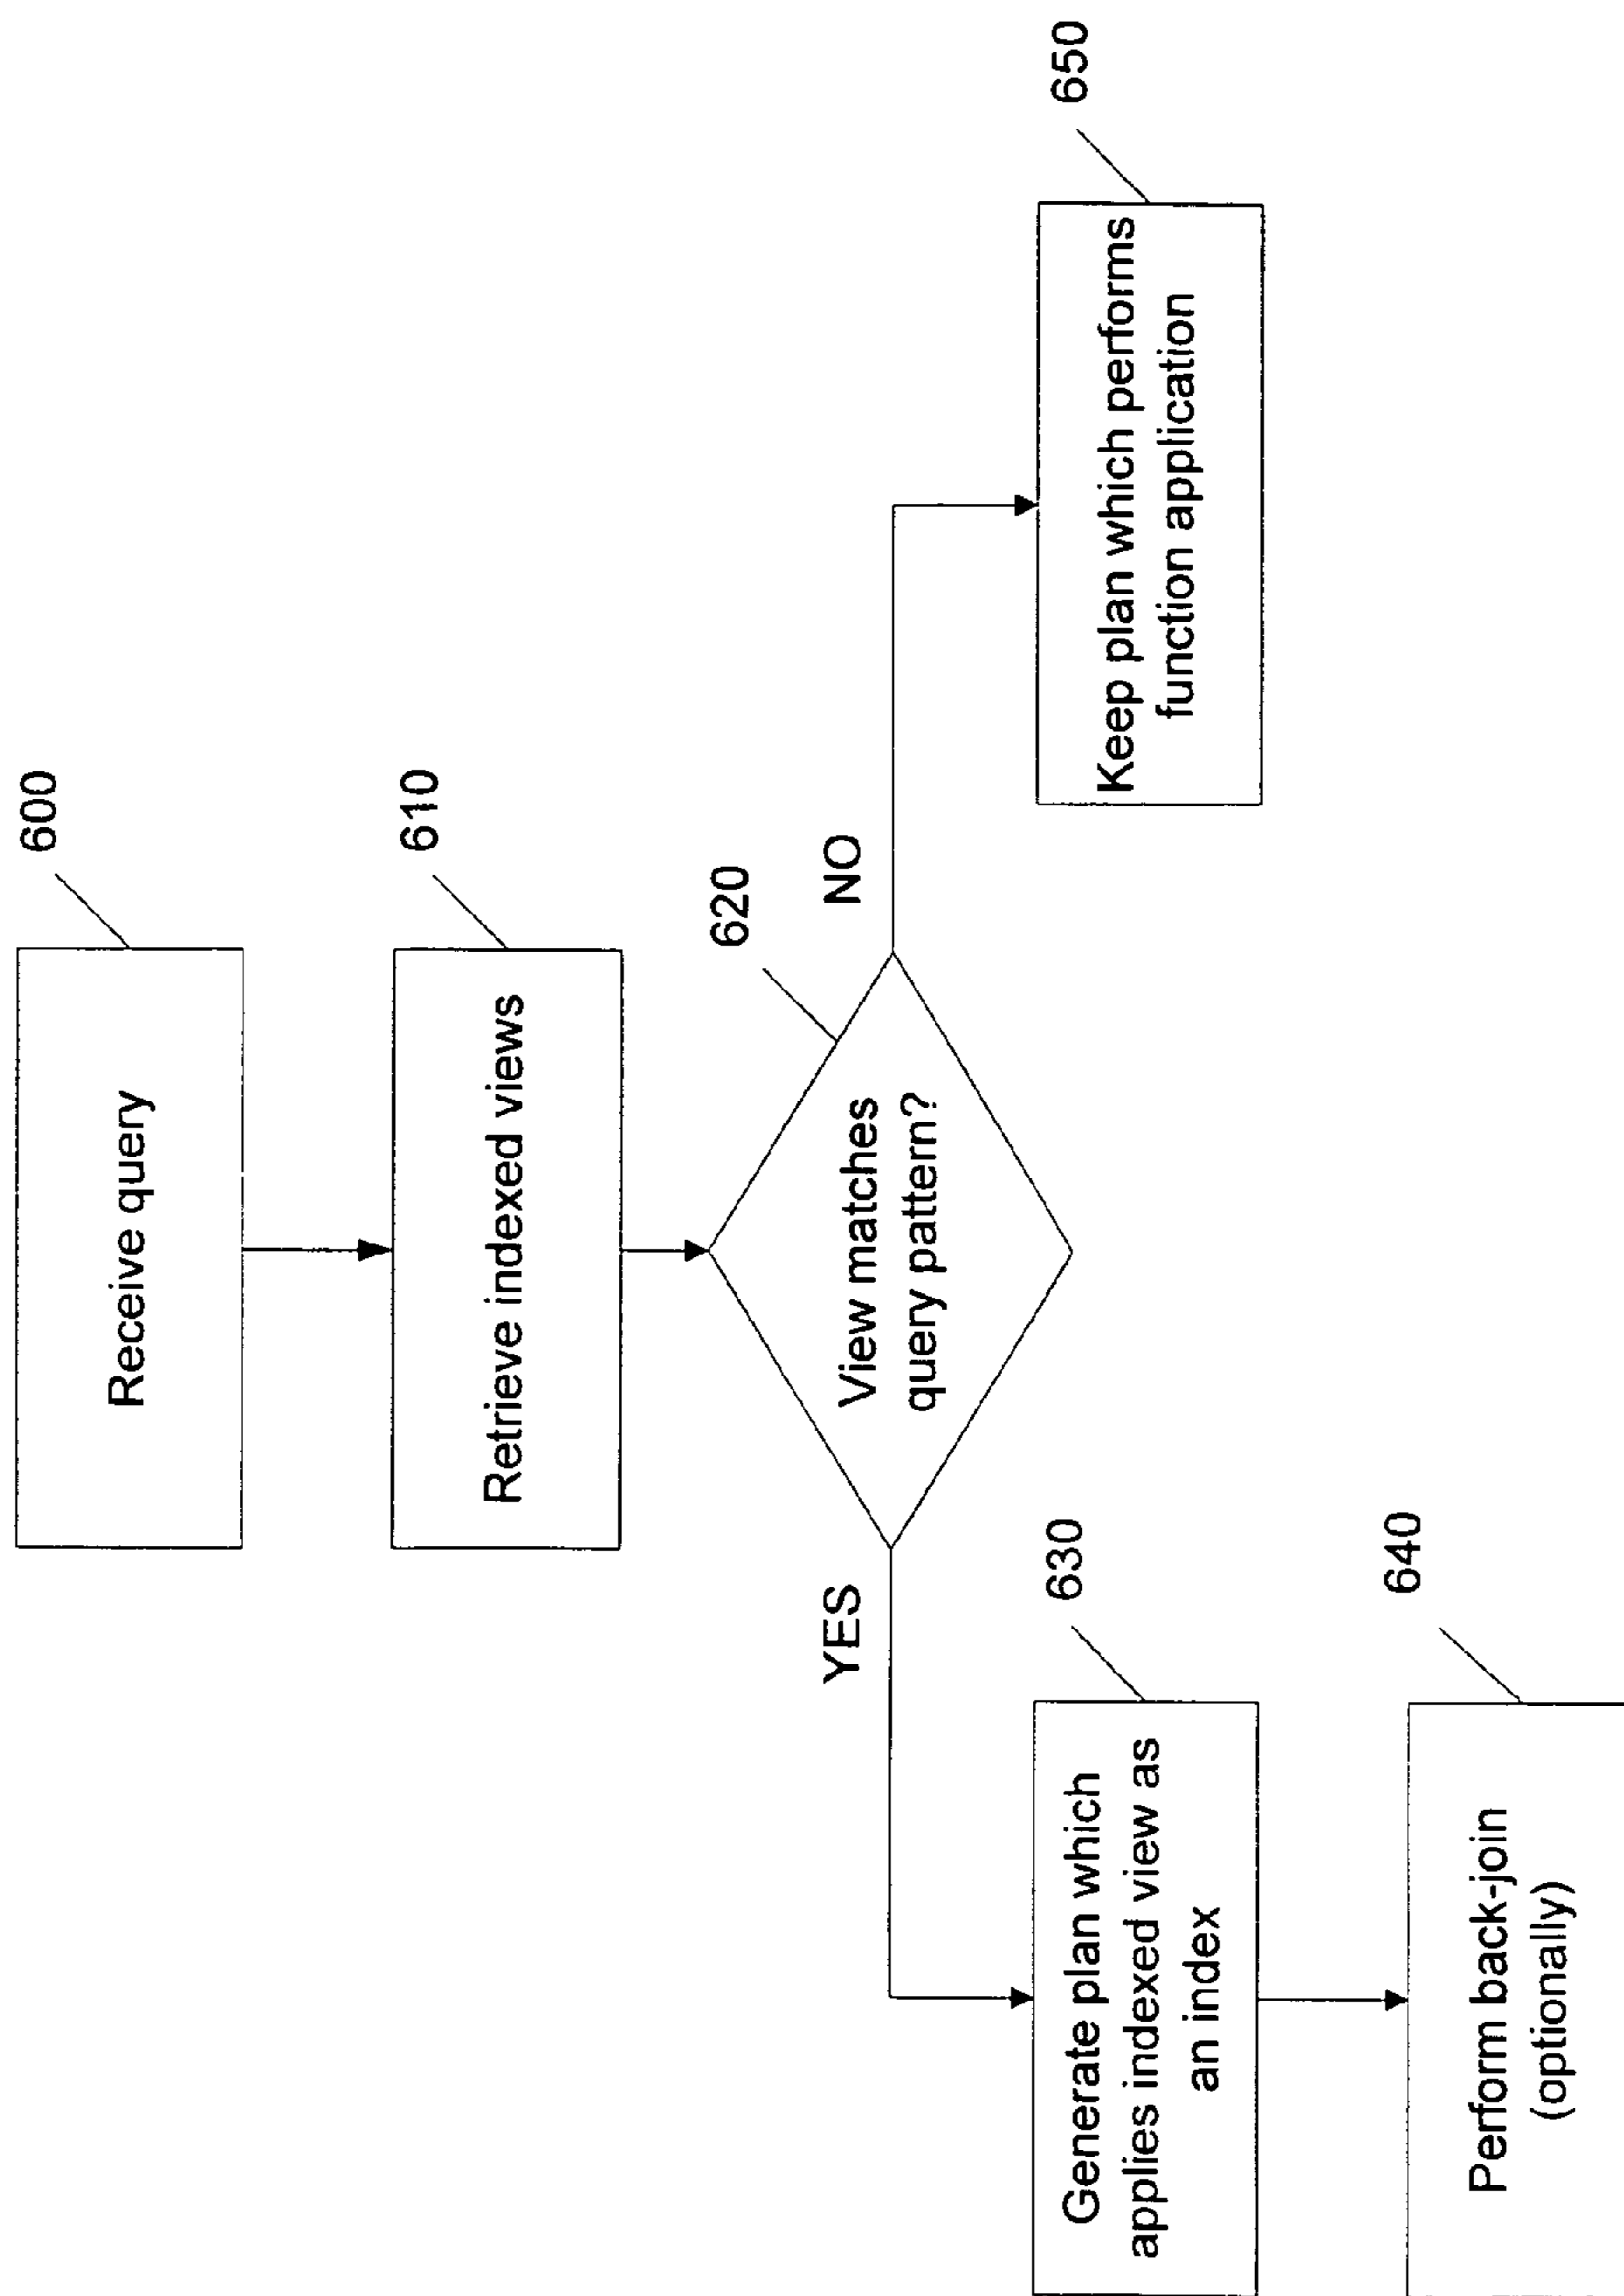 600
Receive query
610
Retrieve indexed views
620
View matches
query pattern?
YES
NO
630
Generate plan which
applies indexed view as
an index
650
Keep plan which performs
function application
640
Perform back-join
(optionally)